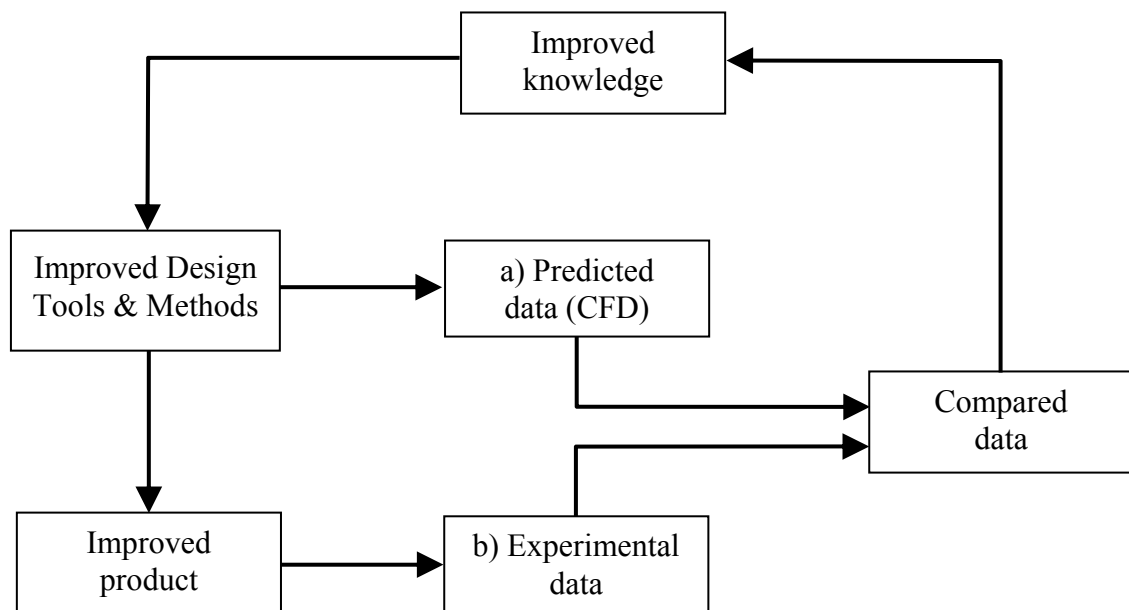 Improved
knowledge
Improved Design
Tools & Methods
a) Predicted
data (CFD)
Compared
data
Improved
product
b) Experimental
data